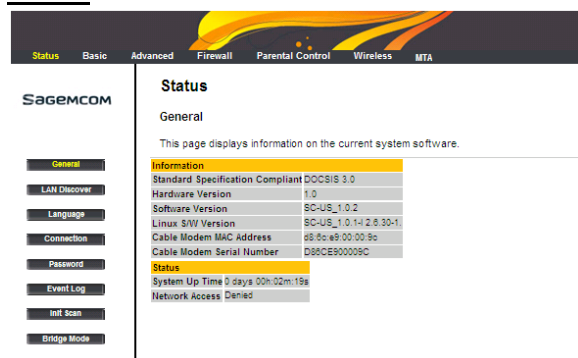 Status Basic Advanced Firewall Parental Control Wireless MTA
SAGEMCOM
Status
General
This page displays information on the current system software.
General
LAN Discover
Language
Connection
Password
Event Log
Init Scan
Bridge Mode
Information
Standard Specification Compliant DOCSIS 3.0
Hardware Version 1.0
Software Version SC-US_1.0.2
Linux S/W Version SC-US_1.0.1-I 2.6.30-1.
Cable Modem MAC Address d8:6c:e9:00:00:9c
Cable Modem Serial Number D86CE900009C
Status
System Up Time 0 days 00h:02m:19s
Network Access Denied